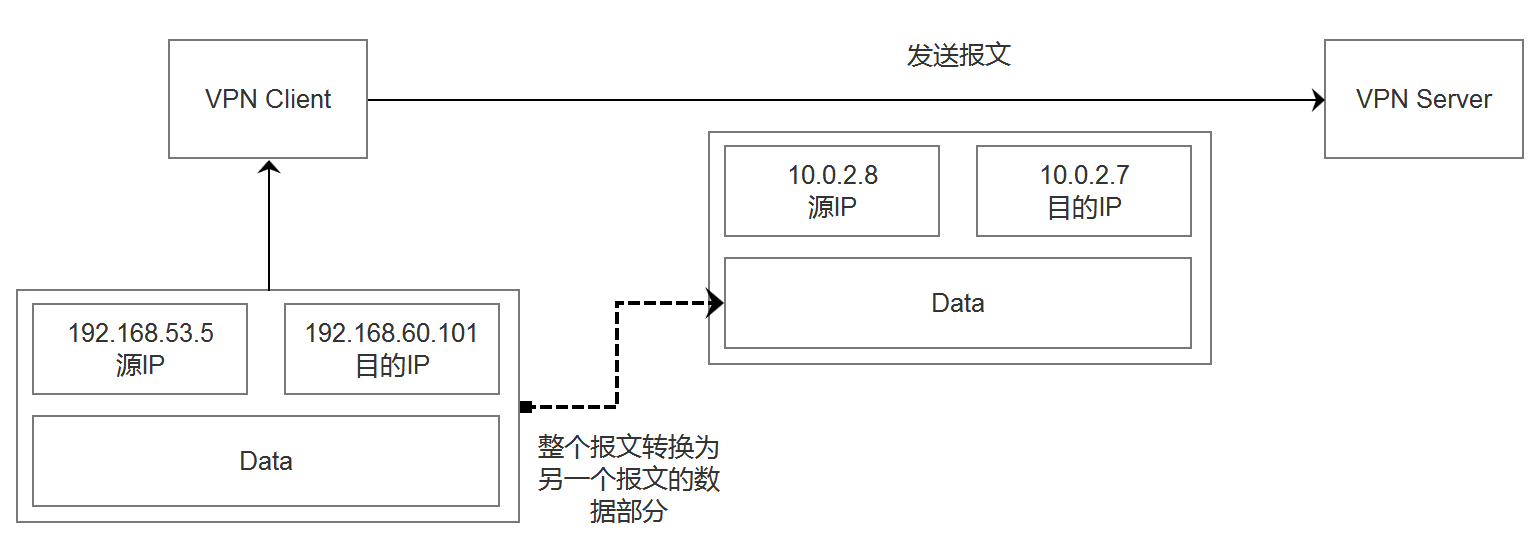 发送报文
VPN Client
VPN Server
10.0.2.8
源IP
10.0.2.7
目的IP
Data
192.168.53.5
源IP
192.168.60.101
目的IP
Data
整个报文转换为
另一个报文的数
据部分